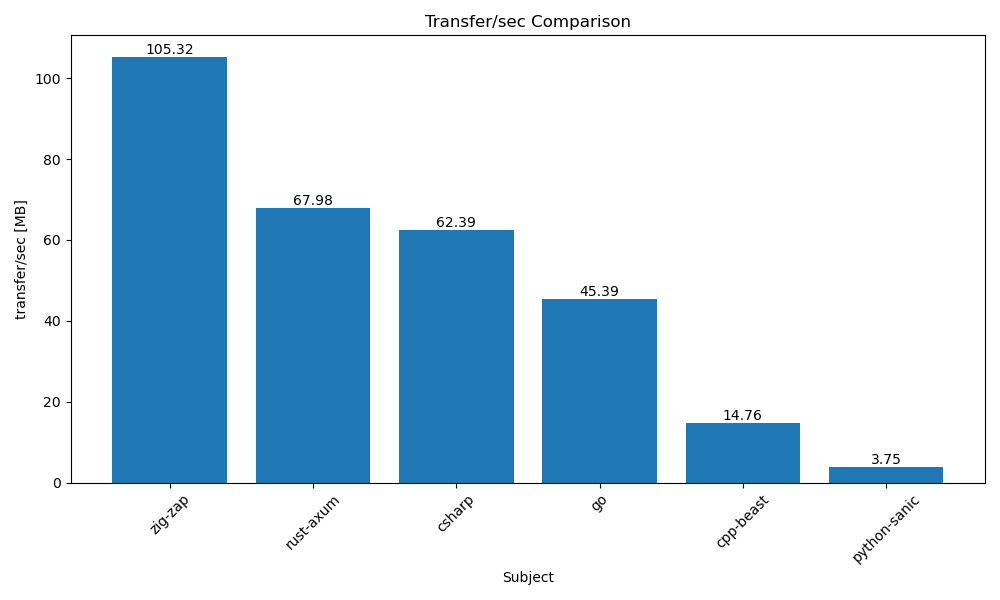 Transfer/sec Comparison
105.32
67.98
62.39
45.39
14.76
3.75
100
80
60
40
20
0
transfer/sec [MB]
zig-zap
rust-axum
csharp
go
cpp-beast
python-sanic
Subject